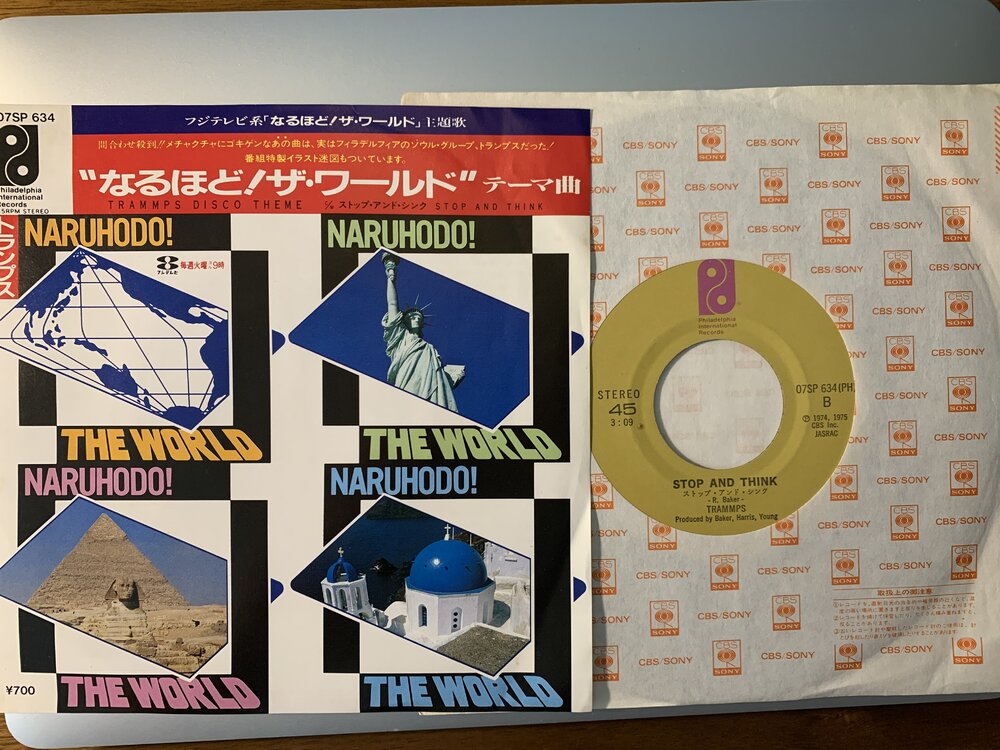 07SP 634
Philadelphia
International
Records
45RPM STEREO
フジテレビ系「なるほど!ザ・ワールド」主題歌
問合わせ殺到!!メチャクチャにゴキゲンなあの曲は、実はフィラデルフィアのソウル・グループ、トランプスだった!
番組特製イラスト迷図もついています。
“なるほど!ザ・ワールド”テーマ曲
TRAMMPS DISCO THEME c/w ストップ・アンド・シンク STOP AND THINK
トランプス
NARUHODO!
8 フジテレビ
毎週火曜 9時
THE WORLD
NARUHODO!
THE WORLD
NARUHODO!
THE WORLD
NARUHODO!
THE WORLD
¥700
Philadelphia
International
Records
STEREO
45
3:09
07SP 634(PH
B
Ⓟ 1974, 1975
CBS Inc.
JASRAC
STOP AND THINK
ストップ・アンド・シンク
- R. Baker -
TRAMMPS
Produced by Baker, Harris, Young
CBS/SONY
CBS
SONY
取扱上の御注意